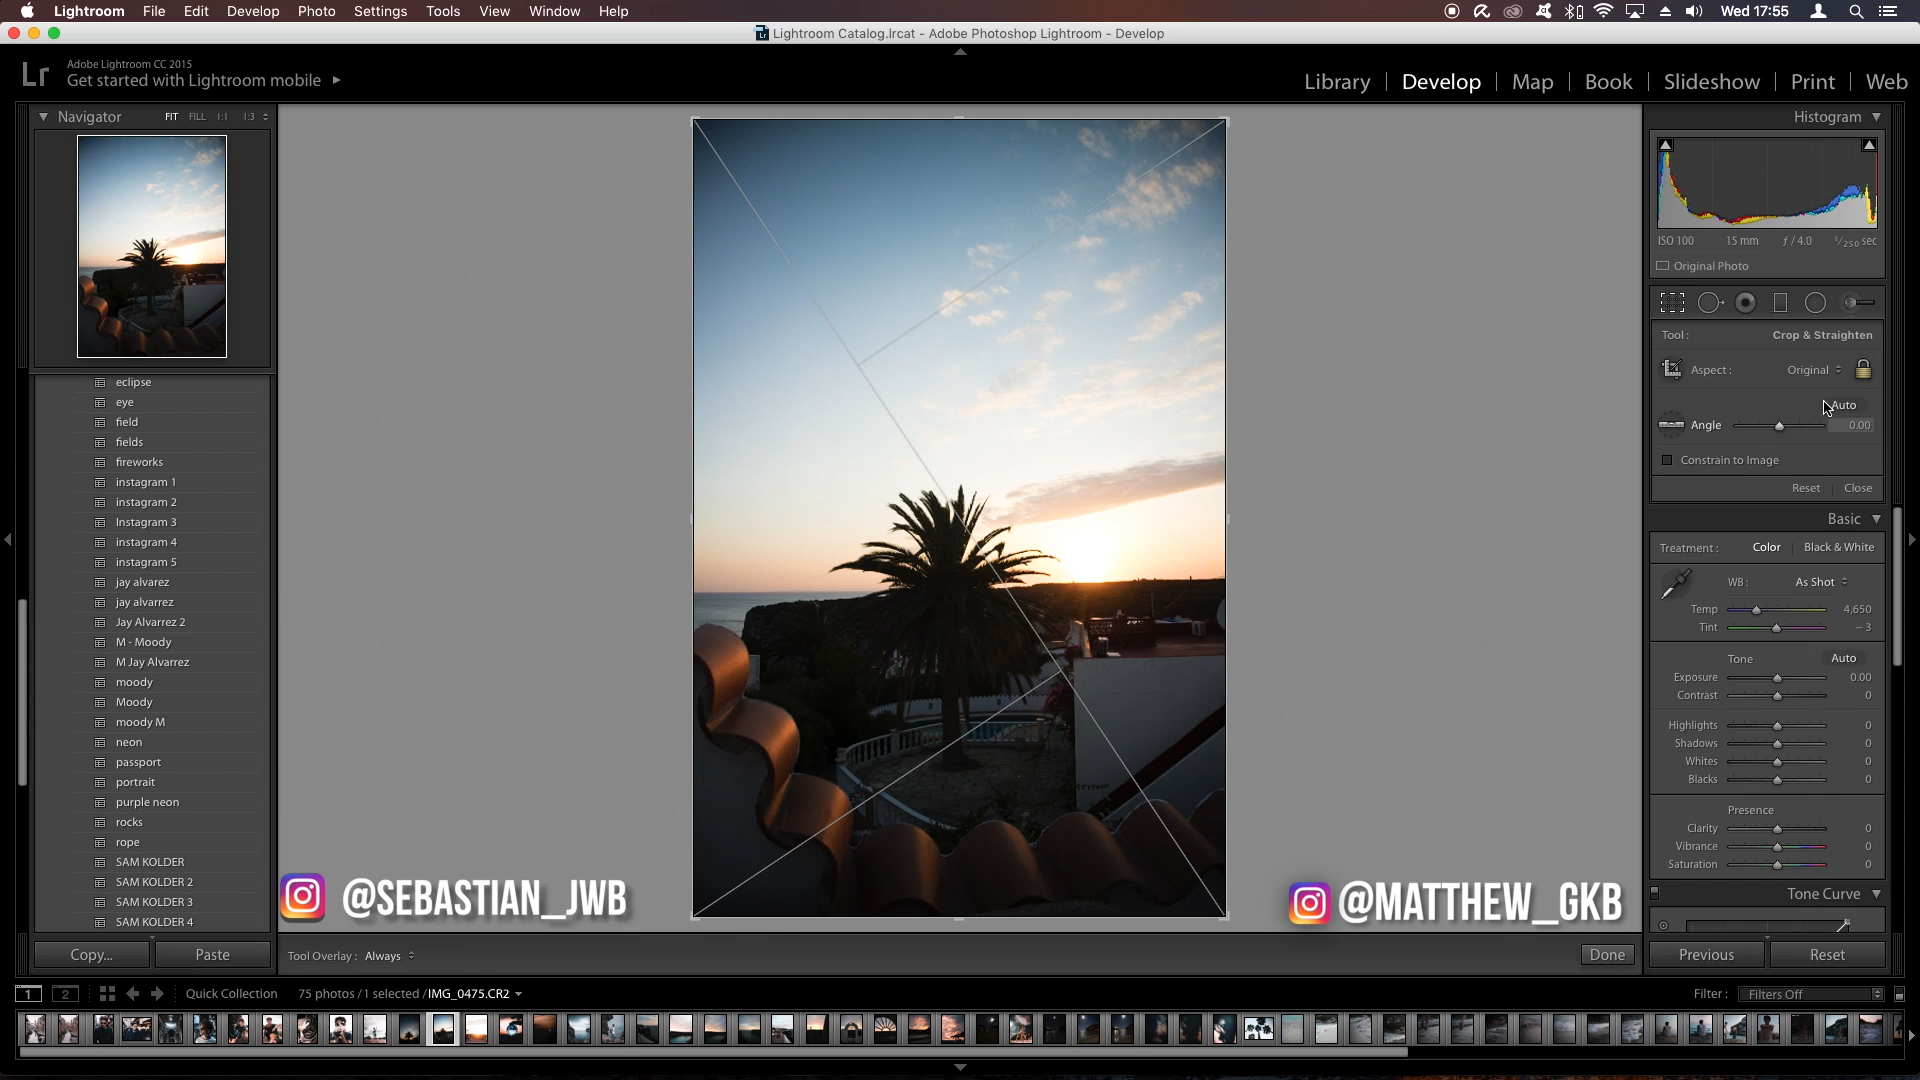 Lightroom File Edit Develop Photo Settings Tools View Window Help Wed 17:55
Lightroom Catalog.lrcat - Adobe Photoshop Lightroom - Develop
Lr Adobe Lightroom CC 2015
Get started with Lightroom mobile
Library Develop Map Book Slideshow Print Web
Navigator FIT FILL 1:1 1:3
eclipse
eye
field
fields
fireworks
instagram 1
instagram 2
Instagram 3
instagram 4
instagram 5
jay alvarez
jay alvarrez
Jay Alvarrez 2
M - Moody
M Jay Alvarrez
moody
Moody
moody M
neon
passport
portrait
purple neon
rocks
rope
SAM KOLDER
SAM KOLDER 2
SAM KOLDER 3
SAM KOLDER 4
Copy... Paste
@SEBASTIAN_JWB
@MATTHEW_GKB
Tool Overlay : Always
Done
Histogram
ISO 100 15 mm ƒ / 4.0 1/250 sec
Original Photo
Tool : Crop & Straighten
Aspect : Original
Auto
Angle 0.00
Constrain to Image
Reset Close
Basic
Treatment : Color Black & White
WB : As Shot
Temp 4,650
Tint – 3
Tone Auto
Exposure 0.00
Contrast 0
Highlights 0
Shadows 0
Whites 0
Blacks 0
Presence
Clarity 0
Vibrance 0
Saturation 0
Tone Curve
Previous Reset
1 2 Quick Collection 75 photos / 1 selected / IMG_0475.CR2
Filter : Filters Off